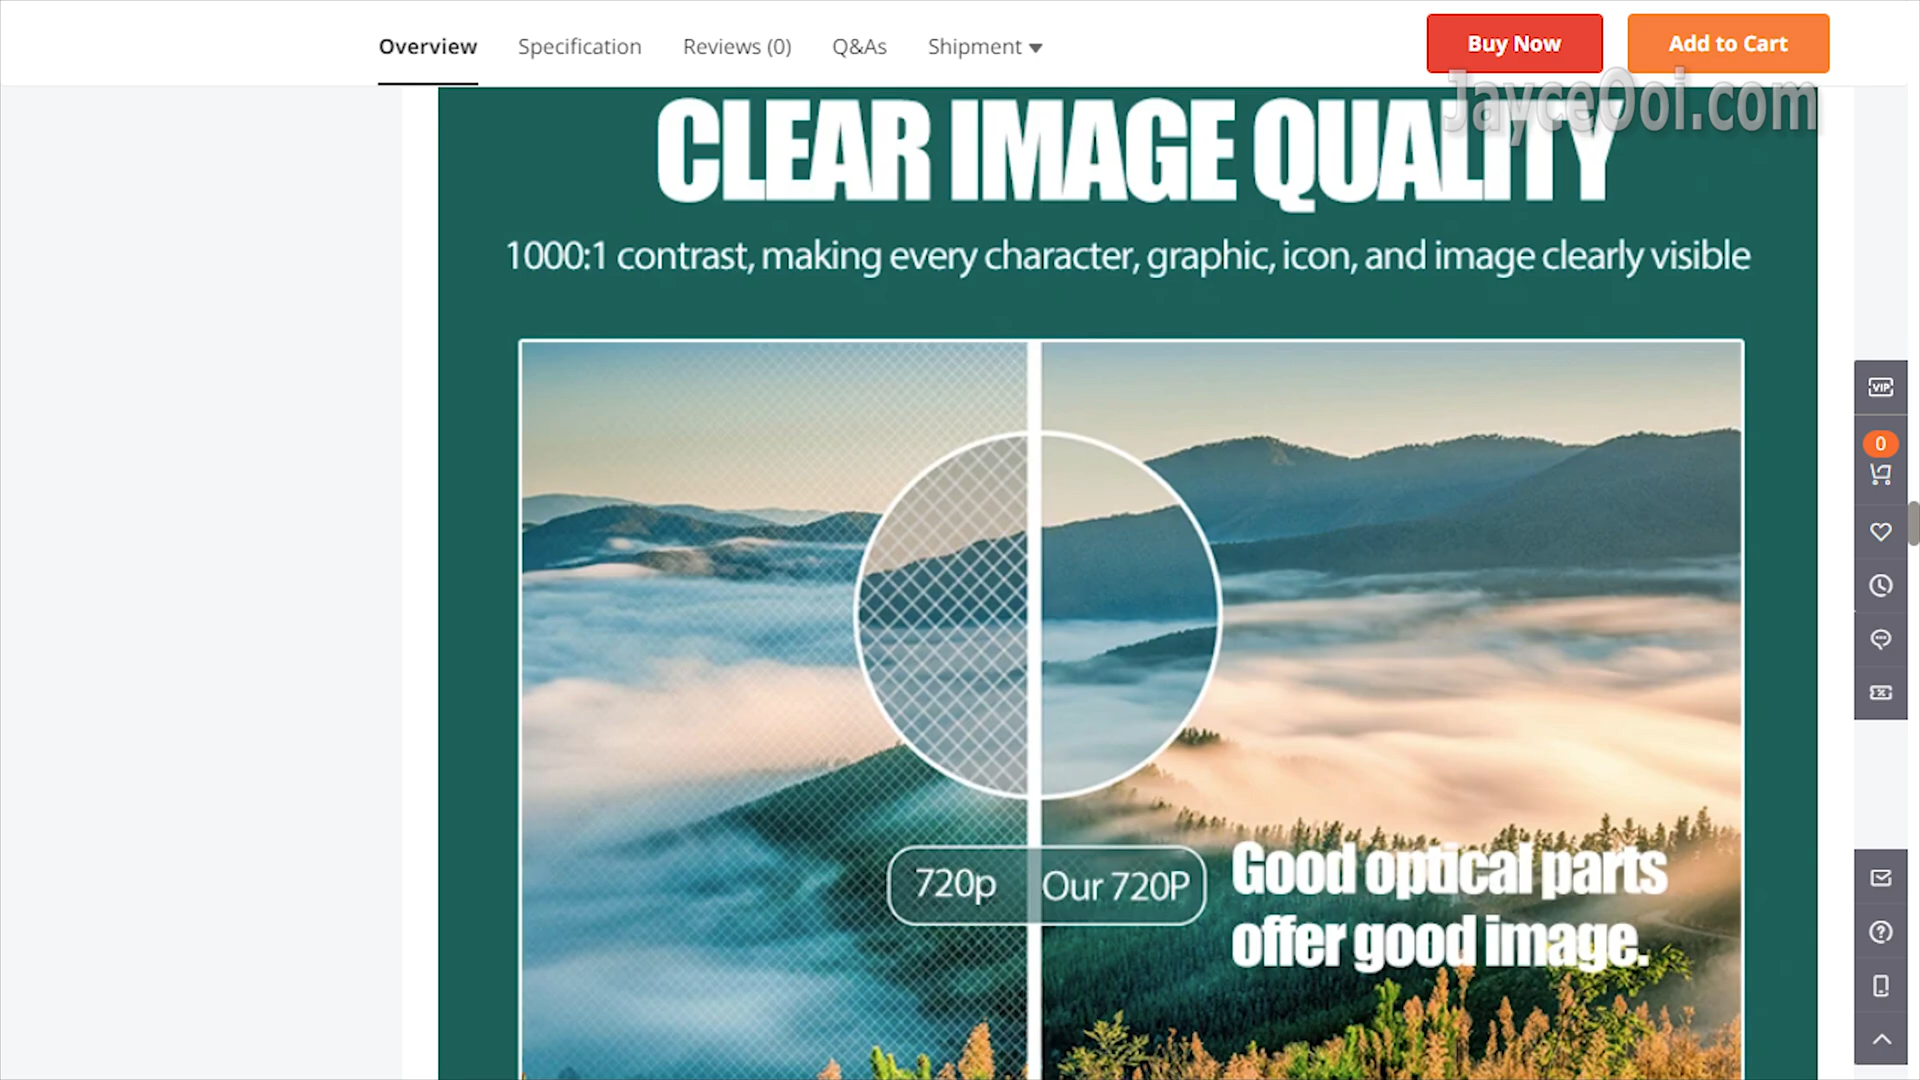 Overview
Specification
Reviews (0)
Q&As
Shipment
Buy Now
Add to Cart
JayceOoi.com
CLEAR IMAGE QUALITY
1000:1 contrast, making every character, graphic, icon, and image clearly visible
VIP
0
720p
Our 720P
Good optical parts
offer good image.